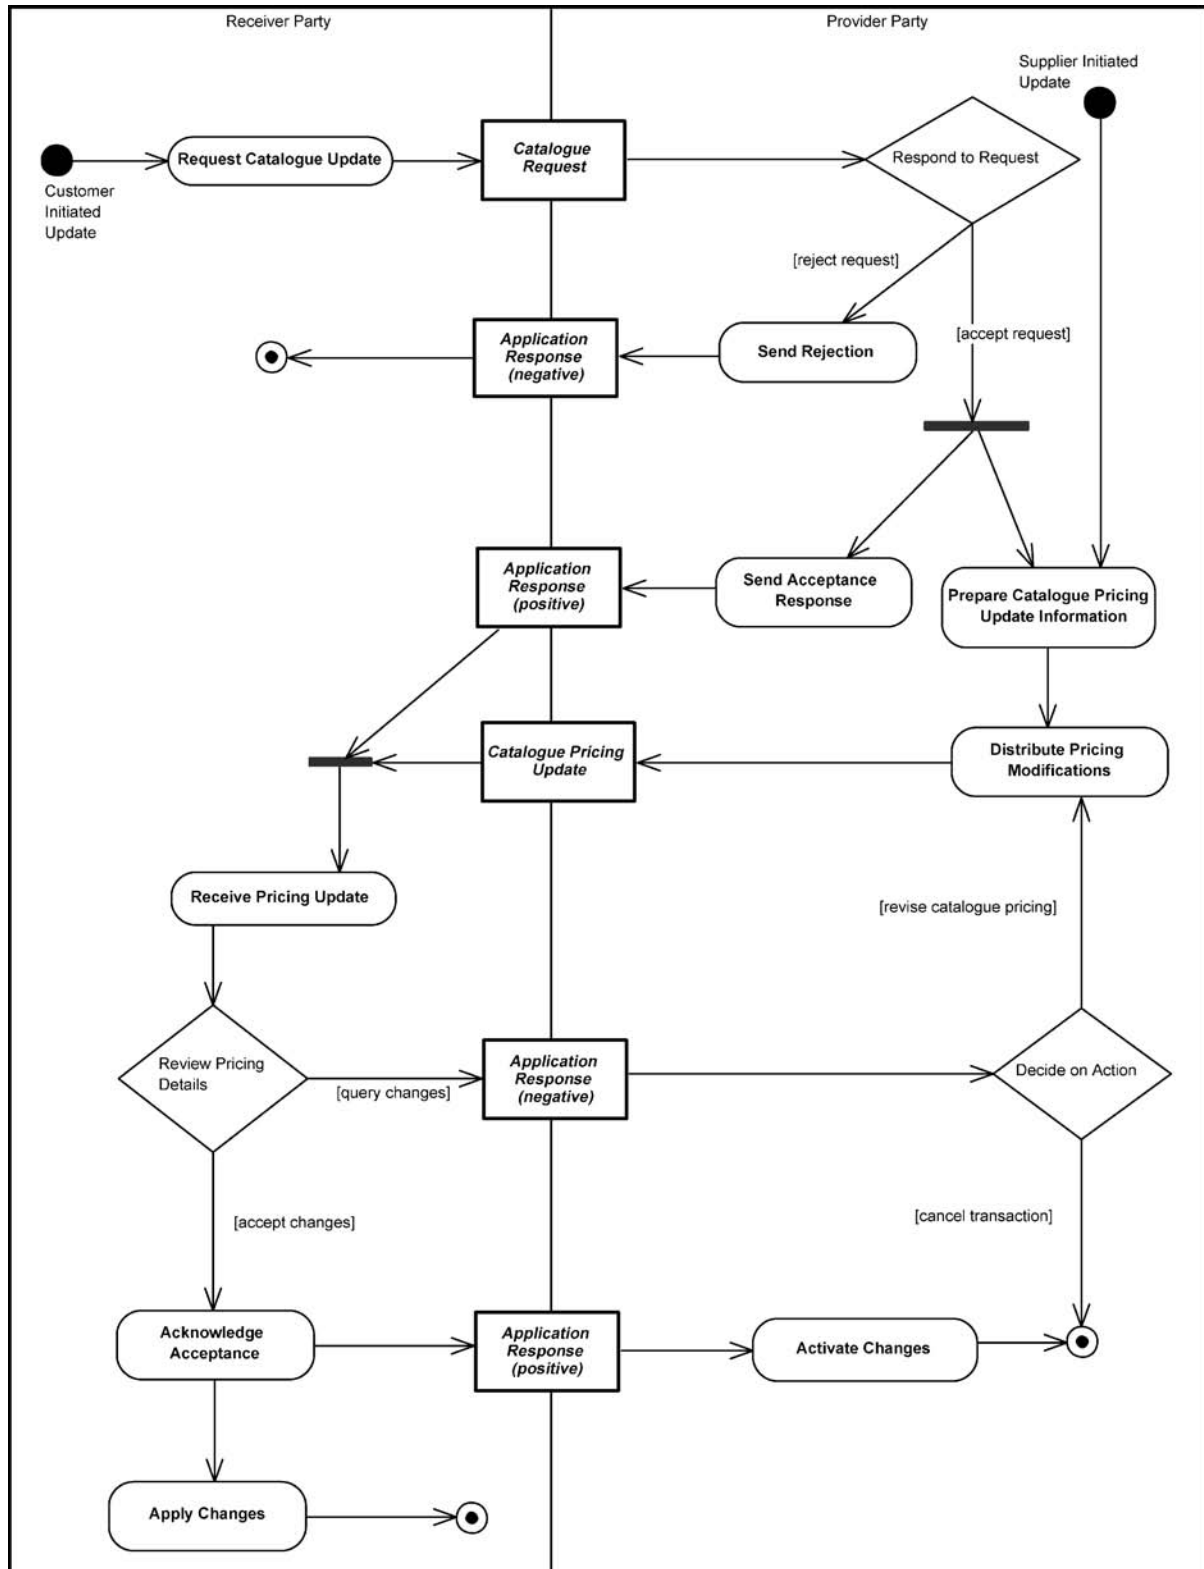 Receiver Party
Provider Party
Supplier Initiated
Update
Customer
Initiated
Update
Request Catalogue Update
Catalogue
Request
Respond to Request
[reject request]
[accept request]
Application
Response
(negative)
Send Rejection
Application
Response
(positive)
Send Acceptance
Response
Prepare Catalogue Pricing
Update Information
Catalogue Pricing
Update
Distribute Pricing
Modifications
Receive Pricing Update
[revise catalogue pricing]
Review Pricing
Details
[query changes]
Application
Response
(negative)
Decide on Action
[accept changes]
[cancel transaction]
Acknowledge
Acceptance
Application
Response
(positive)
Activate Changes
Apply Changes